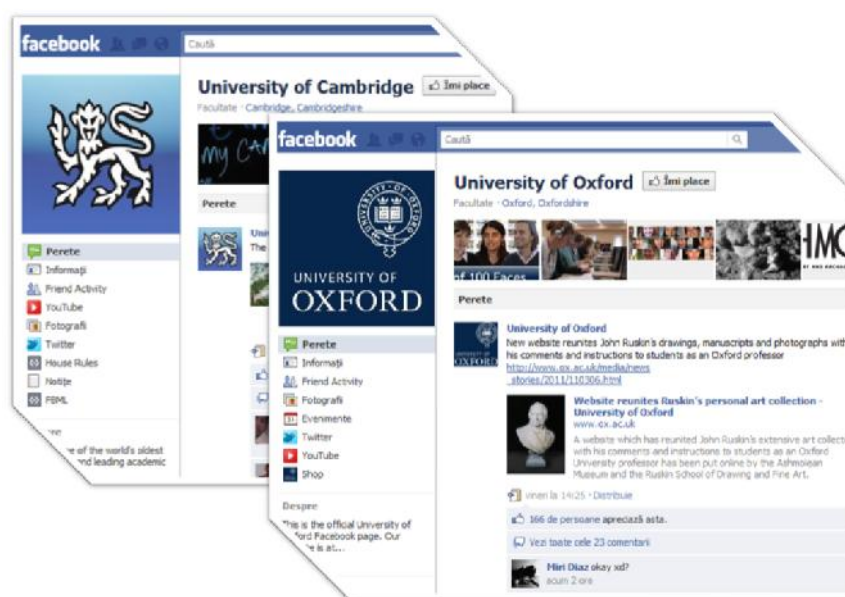 facebook
Caută
University of Cambridge
Îmi place
Facultate · Cambridge, Cambridgeshire
MY
Perete
Perete
Informaţii
Friend Activity
YouTube
Fotografii
Twitter
House Rules
Notiţe
FBML
of the world's oldest
and leading academic
The
facebook
Caută
University of Oxford
Îmi place
Facultate · Oxford, Oxfordshire
of 100 Faces
Perete
UNIVERSITY OF
OXFORD
Perete
Informaţii
Friend Activity
Fotografii
Evenimente
Twitter
YouTube
Shop
Despre
This is the official University of
Facebook page. Our
is at...
University of Oxford
New website reunites John Ruskin's drawings, manuscripts and photographs with
his comments and instructions to students as an Oxford professor
http://www.ox.ac.uk/media/news
_stories/2011/110306.html
Website reunites Ruskin's personal art collection -
University of Oxford
www.ox.ac.uk
A website which has reunited John Ruskin's extensive art collecti
with his comments and instructions to students as an Oxford
University professor has been put online by the Ashmolean
Museum and the Ruskin School of Drawing and Fine Art.
vineri la 14:25 · Distribuie
166 de persoane apreciază asta.
Vezi toate cele 23 comentarii
Miri Diaz okay xd?
acum 2 ore